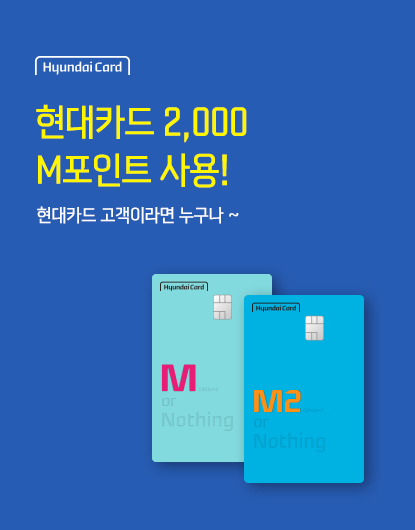 Hyundai Card
현대카드 2,000
M포인트 사용!
현대카드 고객이라면 누구나 ~
Hyundai Card
M
or
Nothing
Hyundai Card
M2
or
Nothing